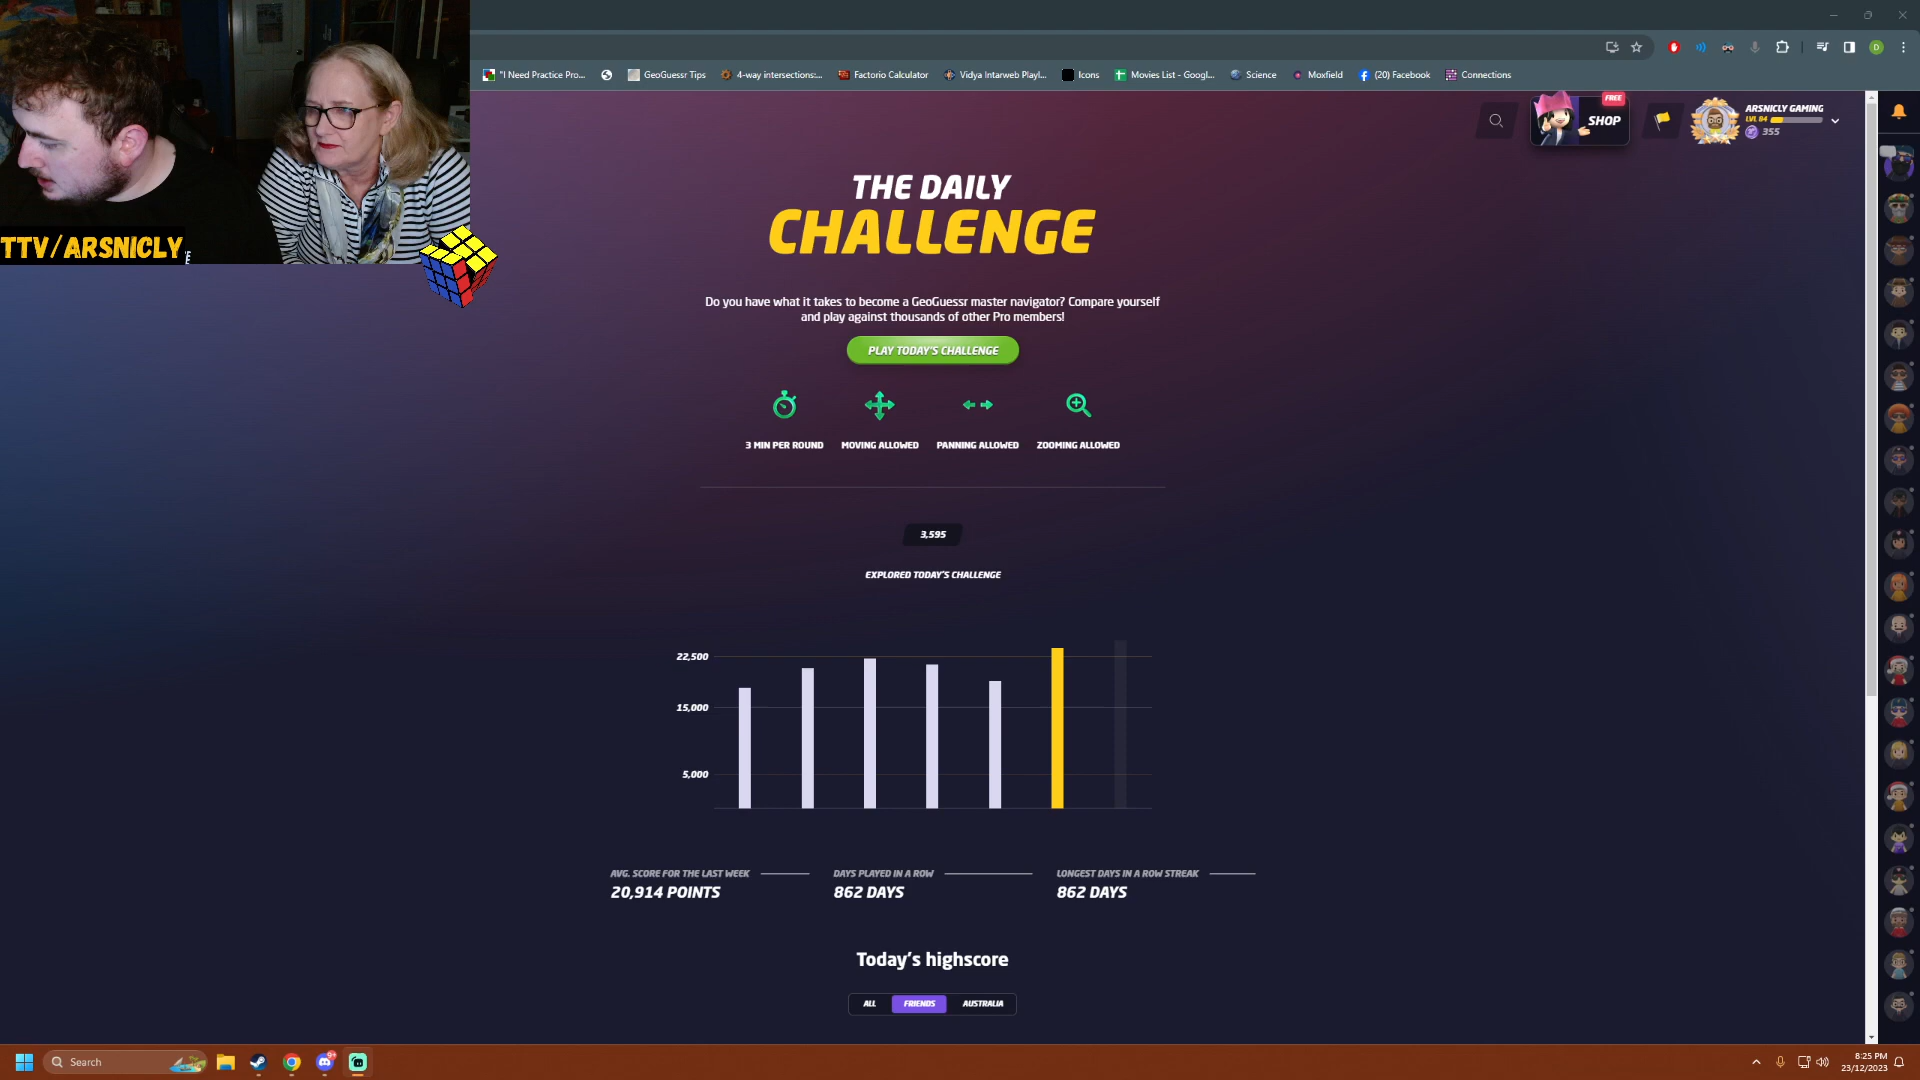 "I Need Practice Pro...
GeoGuessr Tips
4-way intersections:...
Factorio Calculator
Vidya Intarweb Playl...
Icons
Movies List - Googl...
Science
Moxfield
(20) Facebook
Connections
FREE
SHOP
ARSNICLY GAMING
LVL 84
355
D
TTV/ARSNICLY
E
THE DAILY
CHALLENGE
Do you have what it takes to become a GeoGuessr master navigator? Compare yourself
and play against thousands of other Pro members!
PLAY TODAY'S CHALLENGE
3 MIN PER ROUND
MOVING ALLOWED
PANNING ALLOWED
ZOOMING ALLOWED
3,595
EXPLORED TODAY'S CHALLENGE
22,500
15,000
5,000
AVG. SCORE FOR THE LAST WEEK
20,914 POINTS
DAYS PLAYED IN A ROW
862 DAYS
LONGEST DAYS IN A ROW STREAK
862 DAYS
Today's highscore
ALL
FRIENDS
AUSTRALIA
Search
9+
8:25 PM
23/12/2023